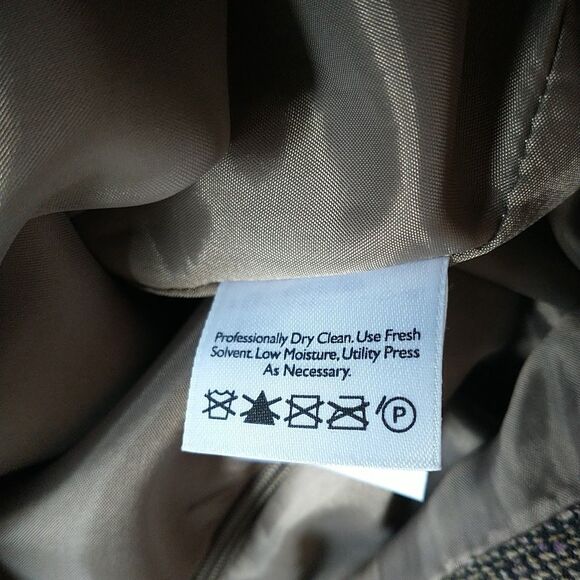 Professionally Dry Clean. Use Fresh
Solvent. Low Moisture, Utility Press
As Necessary.
P